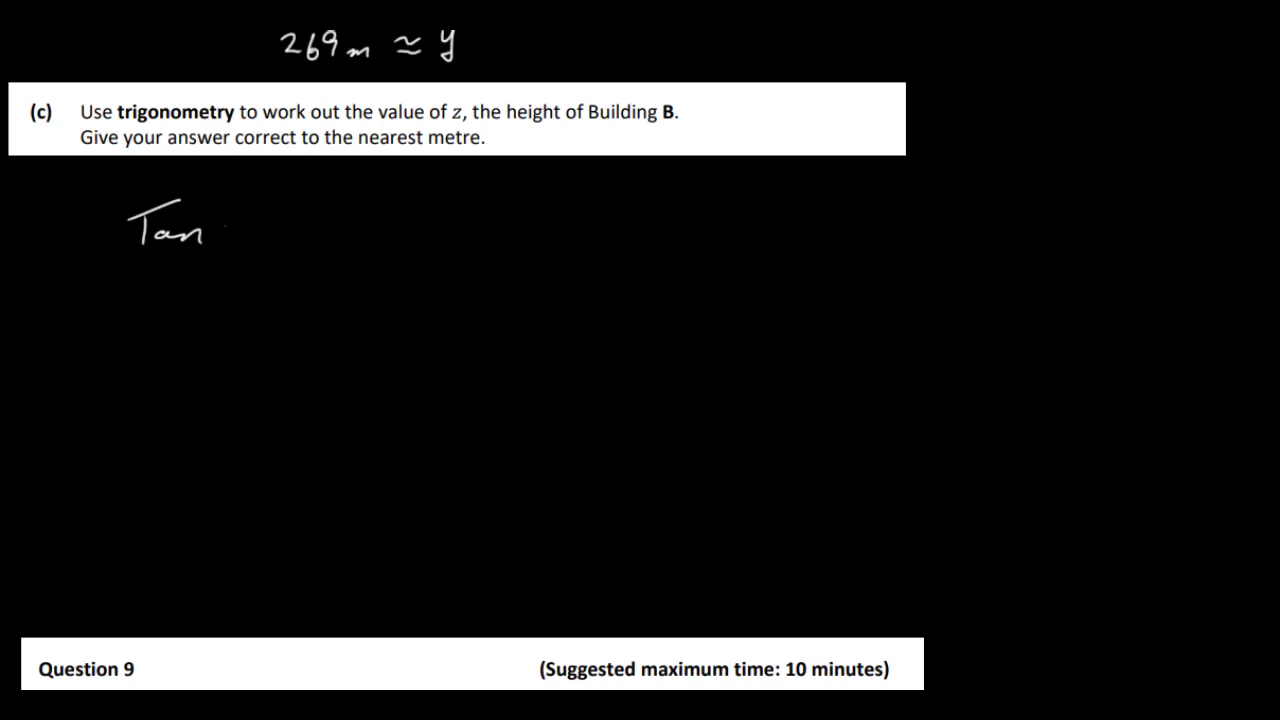 269m ≈ y
(c) Use trigonometry to work out the value of z, the height of Building B.
Give your answer correct to the nearest metre.
Tan
Question 9 (Suggested maximum time: 10 minutes)